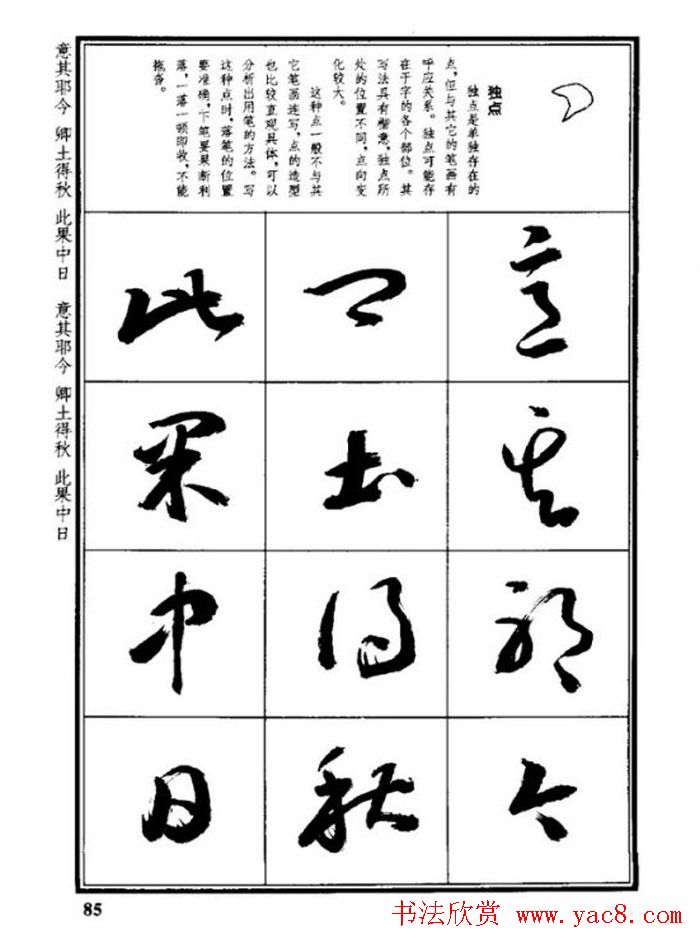 独点
独点是单独存在的
点，但与其它的笔画有
呼应关系。独点可能存
在于字的各个部位。其
写法具有楷意，独点所
处的位置不同，点向变
化较大。
这种点一般不与其
它笔画连写，点的造型
也比较直观具体，可以
分析出用笔的方法。写
这种点时，落笔的位置
要准确，下笔要果断利
落，一落一顿即收，不能
拖沓。
意其耶今
卿土得秋
此果中日
意其耶今 卿土得秋 此果中日 意其耶今 卿土得秋 此果中日
85
书法欣赏 www.yac8.com